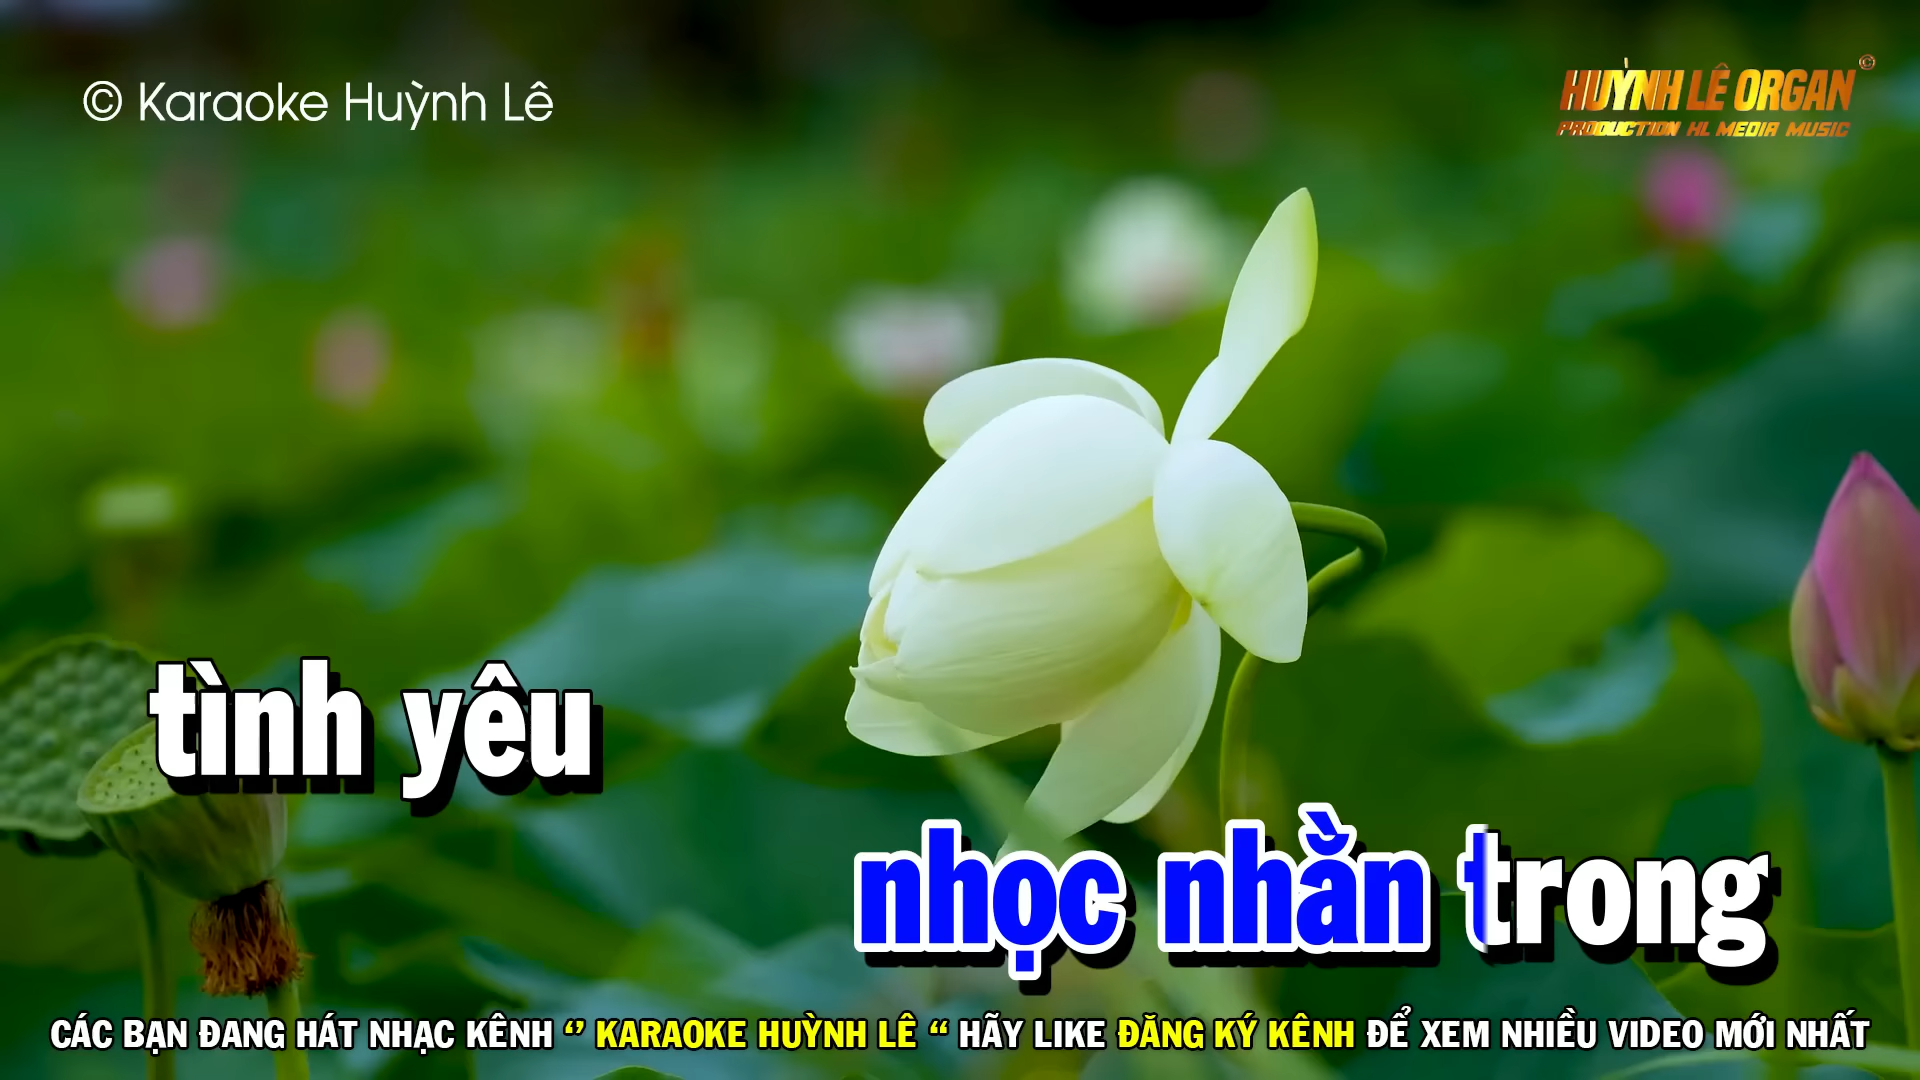 © Karaoke Huỳnh Lê
HUỲNH LÊ ORGAN ©
PRODUCTION HL MEDIA MUSIC
tình yêu
nhọc nhằn trong
CÁC BẠN ĐANG HÁT NHẠC KÊNH ‘’ KARAOKE HUỲNH LÊ “ HÃY LIKE ĐĂNG KÝ KÊNH ĐỂ XEM NHIỀU VIDEO MỚI NHẤT